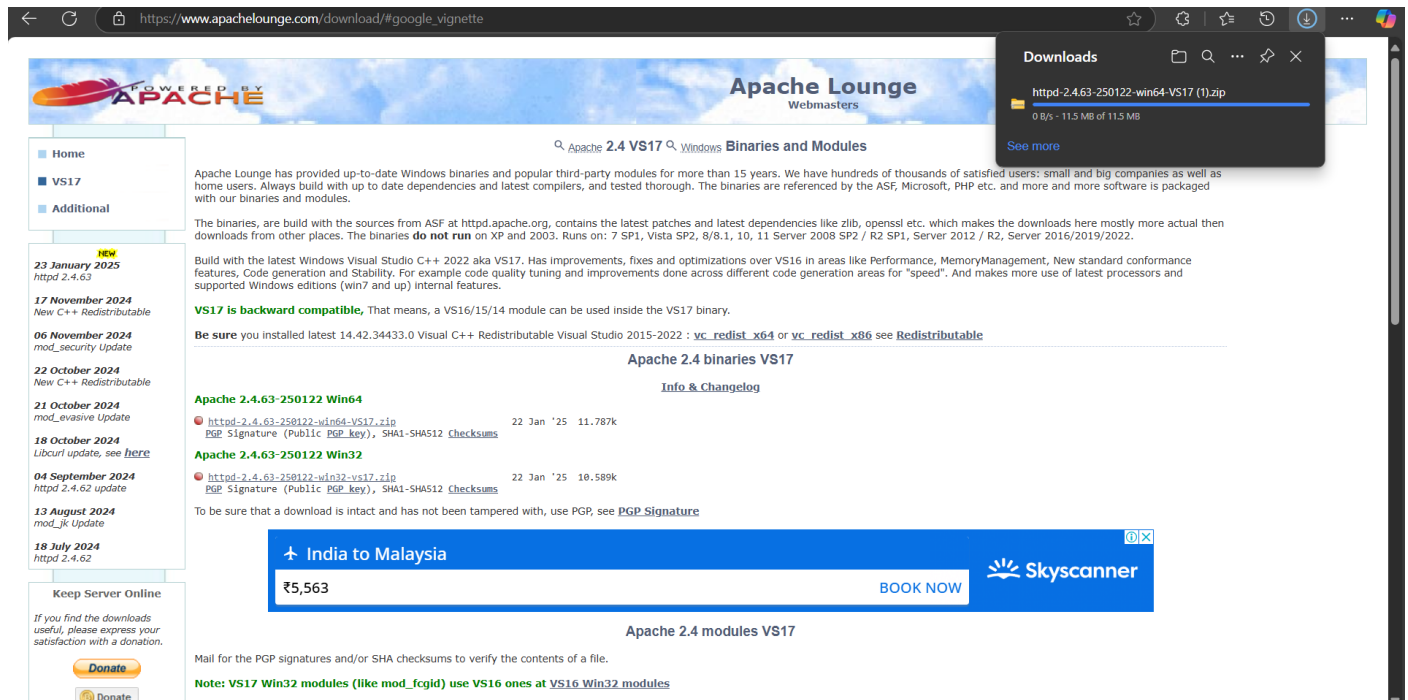 https://www.apachelounge.com/download/#google_vignette
Downloads
httpd-2.4.63-250122-win64-VS17 (1).zip
0 B/s - 11.5 MB of 11.5 MB
See more
POWERED BY
APACHE
Apache Lounge
Webmasters
Home
VS17
Additional
NEW
23 January 2025
httpd 2.4.63
17 November 2024
New C++ Redistributable
06 November 2024
mod_security Update
22 October 2024
New C++ Redistributable
21 October 2024
mod_evasive Update
18 October 2024
Libcurl update, see here
04 September 2024
httpd 2.4.62 update
13 August 2024
mod_jk Update
18 July 2024
httpd 2.4.62
Keep Server Online
If you find the downloads
useful, please express your
satisfaction with a donation.
Donate
Donate
Apache 2.4 VS17 Windows Binaries and Modules
Apache Lounge has provided up-to-date Windows binaries and popular third-party modules for more than 15 years. We have hundreds of thousands of satisfied users: small and big companies as well as
home users. Always build with up to date dependencies and latest compilers, and tested thorough. The binaries are referenced by the ASF, Microsoft, PHP etc. and more and more software is packaged
with our binaries and modules.
The binaries, are build with the sources from ASF at httpd.apache.org, contains the latest patches and latest dependencies like zlib, openssl etc. which makes the downloads here mostly more actual then
downloads from other places. The binaries do not run on XP and 2003. Runs on: 7 SP1, Vista SP2, 8/8.1, 10, 11 Server 2008 SP2 / R2 SP1, Server 2012 / R2, Server 2016/2019/2022.
Build with the latest Windows Visual Studio C++ 2022 aka VS17. Has improvements, fixes and optimizations over VS16 in areas like Performance, MemoryManagement, New standard conformance
features, Code generation and Stability. For example code quality tuning and improvements done across different code generation areas for "speed". And makes more use of latest processors and
supported Windows editions (win7 and up) internal features.
VS17 is backward compatible, That means, a VS16/15/14 module can be used inside the VS17 binary.
Be sure you installed latest 14.42.34433.0 Visual C++ Redistributable Visual Studio 2015-2022 : vc_redist_x64 or vc_redist_x86 see Redistributable
Apache 2.4 binaries VS17
Info & Changelog
Apache 2.4.63-250122 Win64
httpd-2.4.63-250122-win64-VS17.zip 22 Jan '25 11.787k
PGP Signature (Public PGP key), SHA1-SHA512 Checksums
Apache 2.4.63-250122 Win32
httpd-2.4.63-250122-win32-vs17.zip 22 Jan '25 10.589k
PGP Signature (Public PGP key), SHA1-SHA512 Checksums
To be sure that a download is intact and has not been tampered with, use PGP, see PGP Signature
India to Malaysia
₹5,563
BOOK NOW
Skyscanner
Apache 2.4 modules VS17
Mail for the PGP signatures and/or SHA checksums to verify the contents of a file.
Note: VS17 Win32 modules (like mod_fcgid) use VS16 ones at VS16 Win32 modules